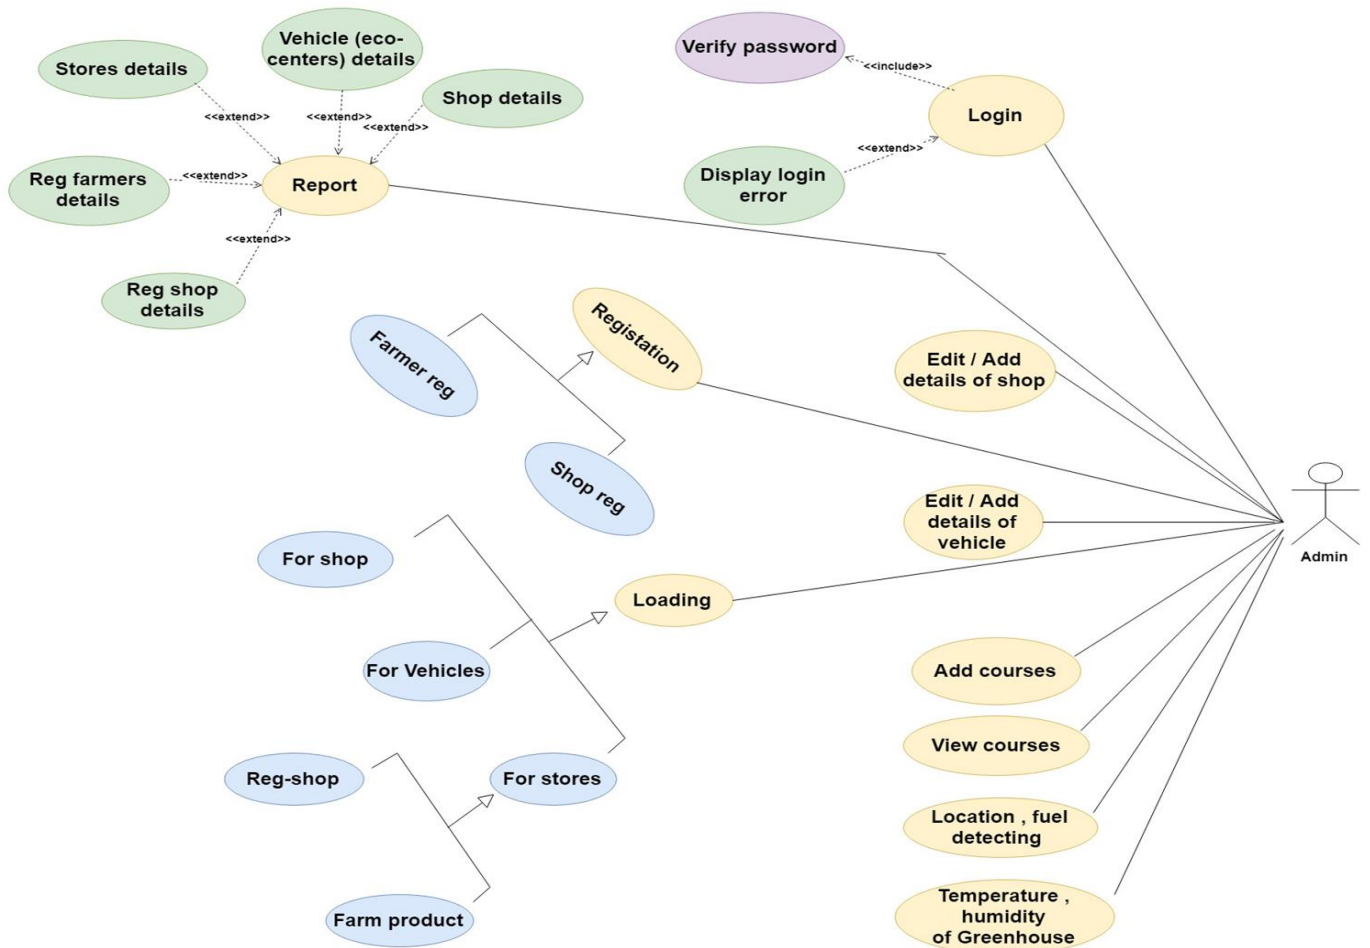 Vehicle (eco-
centers) details
Stores details
Shop details
<<extend>>
<<extend>>
<<extend>>
Reg farmers
details
<<extend>>
Report
<<extend>>
Reg shop
details
Verify password
<<include>>
Login
<<extend>>
Display login
error
Registation
Farmer reg
Shop reg
Edit / Add
details of shop
Edit / Add
details of
vehicle
Admin
For shop
Loading
For Vehicles
Reg-shop
For stores
Farm product
Add courses
View courses
Location , fuel
detecting
Temperature ,
humidity
of Greenhouse